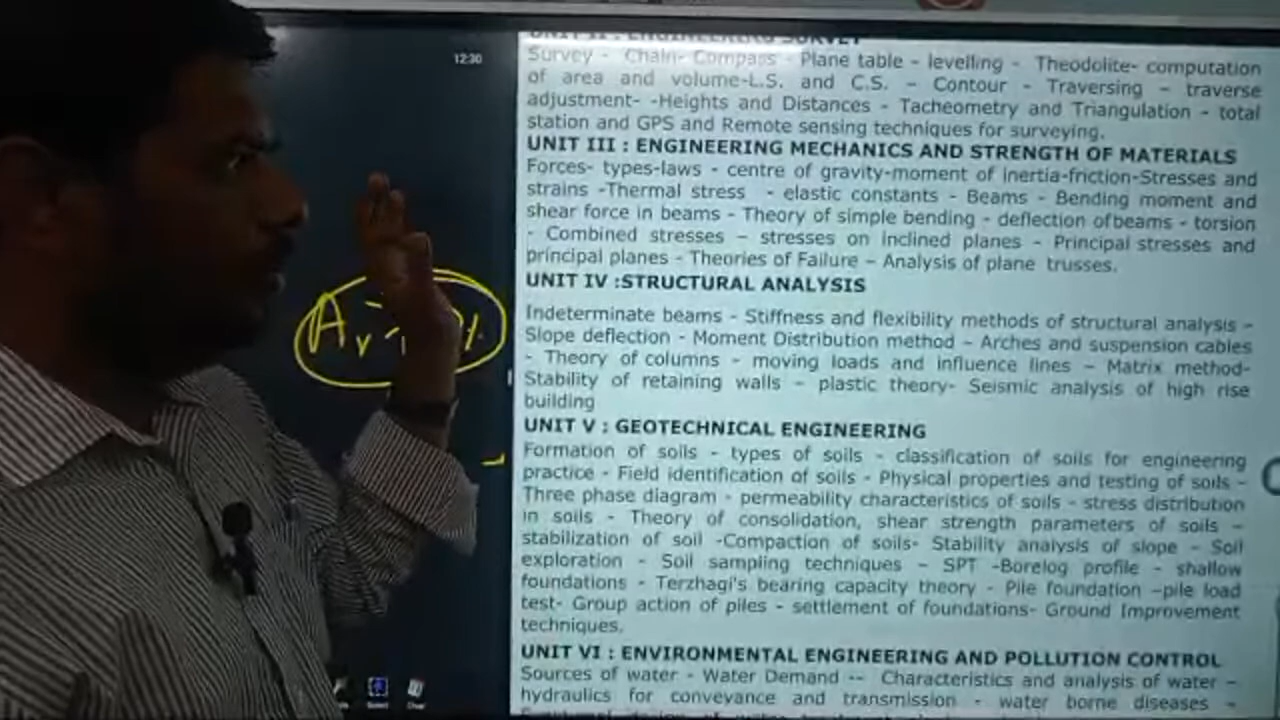 12:30
UNIT II : ENGINEERING SURVEY
Survey - Chain- Compass - Plane table - levelling - Theodolite- computation
of area and volume-L.S. and C.S. - Contour - Traversing - traverse
adjustment- -Heights and Distances - Tacheometry and Triangulation - total
station and GPS and Remote sensing techniques for surveying.
UNIT III : ENGINEERING MECHANICS AND STRENGTH OF MATERIALS
Forces- types-laws - centre of gravity-moment of inertia-friction-Stresses and
strains -Thermal stress - elastic constants - Beams - Bending moment and
shear force in beams - Theory of simple bending - deflection of beams - torsion
- Combined stresses – stresses on inclined planes - Principal stresses and
principal planes - Theories of Failure – Analysis of plane trusses.
UNIT IV :STRUCTURAL ANALYSIS
Indeterminate beams - Stiffness and flexibility methods of structural analysis –
Slope deflection - Moment Distribution method – Arches and suspension cables
- Theory of columns - moving loads and influence lines – Matrix method-
Stability of retaining walls – plastic theory- Seismic analysis of high rise
building
UNIT V : GEOTECHNICAL ENGINEERING
Formation of soils - types of soils - classification of soils for engineering
practice - Field identification of soils - Physical properties and testing of soils -
Three phase diagram - permeability characteristics of soils - stress distribution
in soils - Theory of consolidation, shear strength parameters of soils –
stabilization of soil -Compaction of soils- Stability analysis of slope – Soil
exploration - Soil sampling techniques – SPT -Borelog profile - shallow
foundations - Terzhagi's bearing capacity theory - Pile foundation –pile load
test- Group action of piles - settlement of foundations- Ground Improvement
techniques.
UNIT VI : ENVIRONMENTAL ENGINEERING AND POLLUTION CONTROL
Sources of water - Water Demand -- Characteristics and analysis of water –
hydraulics for conveyance and transmission - water borne diseases –
Select